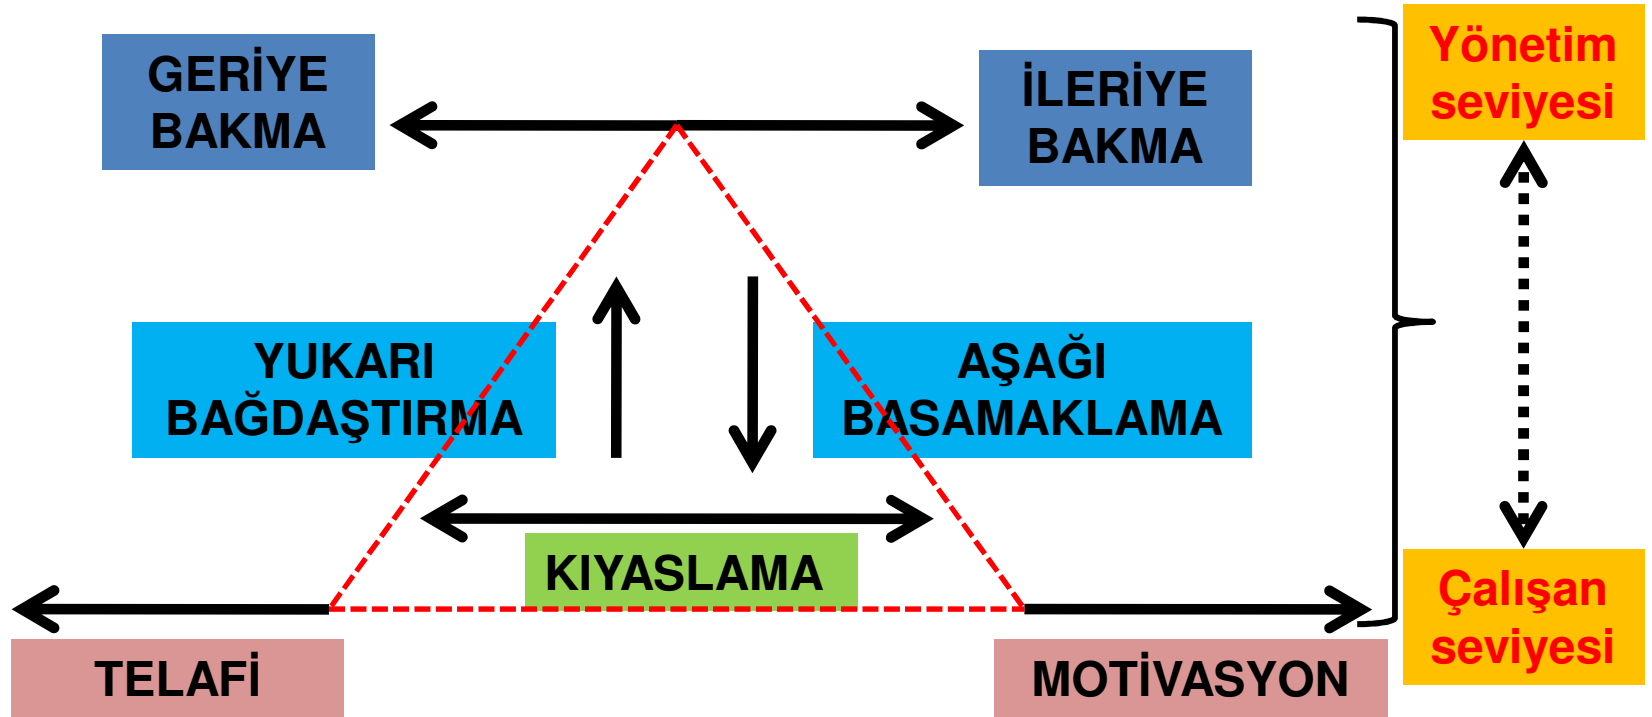 GERİYE
BAKMA
İLERİYE
BAKMA
Yönetim
seviyesi
YUKARI
BAĞDAŞTIRMA
AŞAĞI
BASAMAKLAMA
KIYASLAMA
TELAFİ
MOTİVASYON
Çalışan
seviyesi